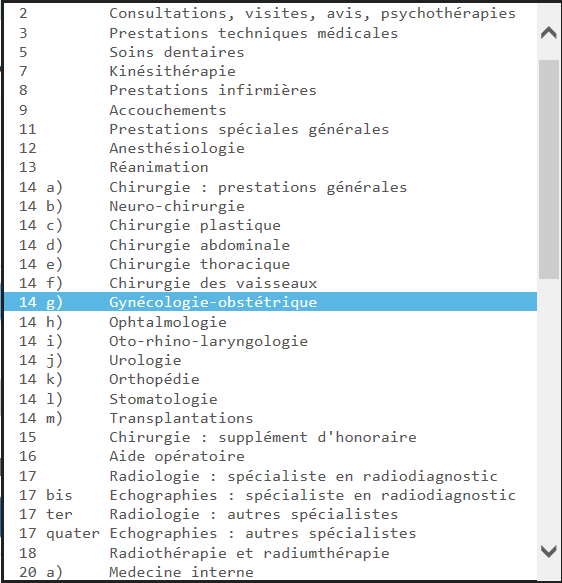 2 Consultations, visites, avis, psychothérapies
3 Prestations techniques médicales
5 Soins dentaires
7 Kinésithérapie
8 Prestations infirmières
9 Accouchements
11 Prestations spéciales générales
12 Anesthésiologie
13 Réanimation
14 a) Chirurgie : prestations générales
14 b) Neuro-chirurgie
14 c) Chirurgie plastique
14 d) Chirurgie abdominale
14 e) Chirurgie thoracique
14 f) Chirurgie des vaisseaux
14 g) Gynécologie-obstétrique
14 h) Ophtalmologie
14 i) Oto-rhino-laryngologie
14 j) Urologie
14 k) Orthopédie
14 l) Stomatologie
14 m) Transplantations
15 Chirurgie : supplément d'honoraire
16 Aide opératoire
17 Radiologie : spécialiste en radiodiagnostic
17 bis Echographies : spécialiste en radiodiagnostic
17 ter Radiologie : autres spécialistes
17 quater Echographies : autres spécialistes
18 Radiothérapie et radiumthérapie
20 a) Medecine interne